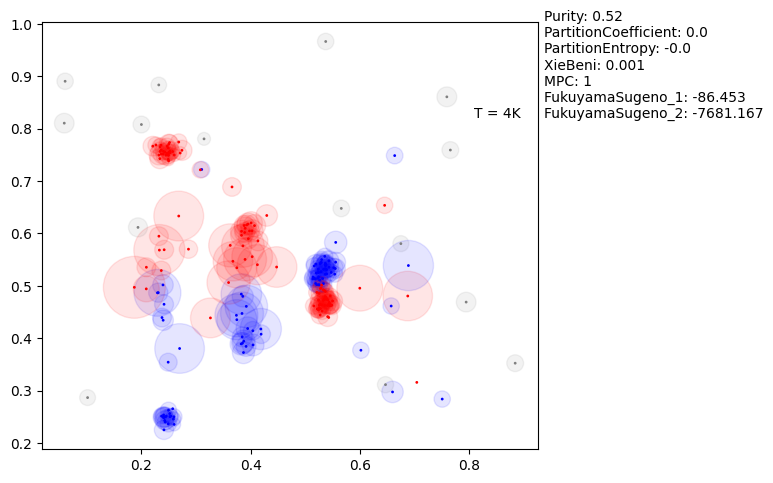 Purity: 0.52
PartitionCoefficient: 0.0
PartitionEntropy: -0.0
XieBeni: 0.001
MPC: 1
FukuyamaSugeno_1: -86.453
FukuyamaSugeno_2: -7681.167
T = 4K
1.0
0.9
0.8
0.7
0.6
0.5
0.4
0.3
0.2
0.2 0.4 0.6 0.8